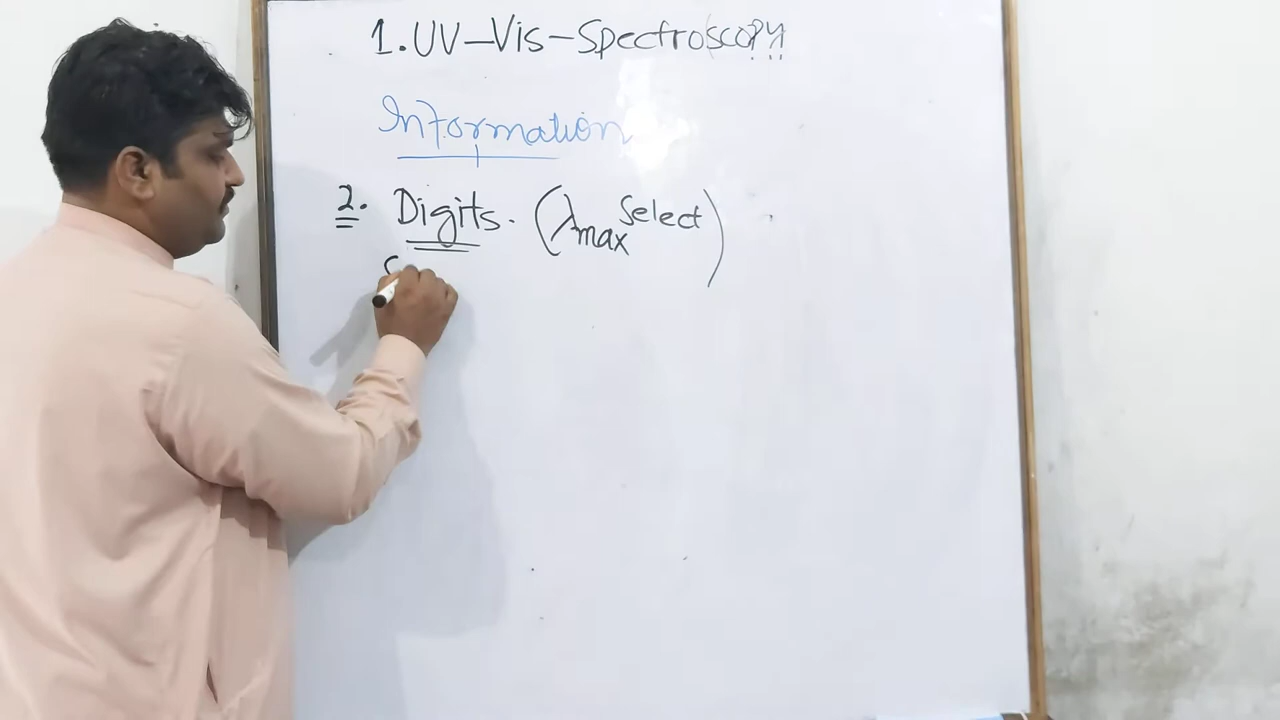 1. UV-Vis-Spectroscopy
Information
2. Digits. (λmax Select)
S